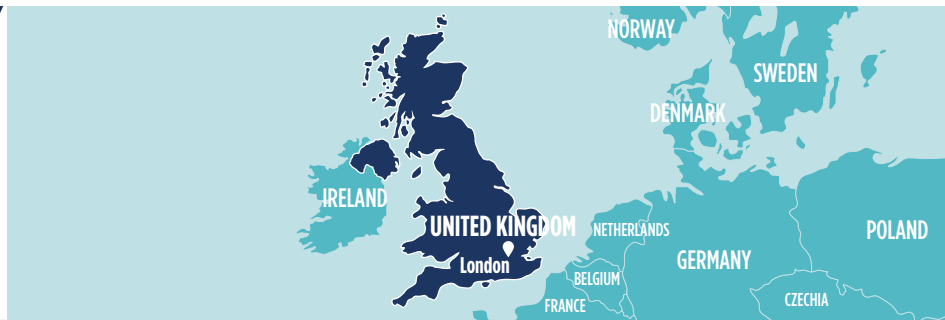 NORWAY
SWEDEN
DENMARK
IRELAND
UNITED KINGDOM
NETHERLANDS
POLAND
GERMANY
London
BELGIUM
CZECHIA
FRANCE